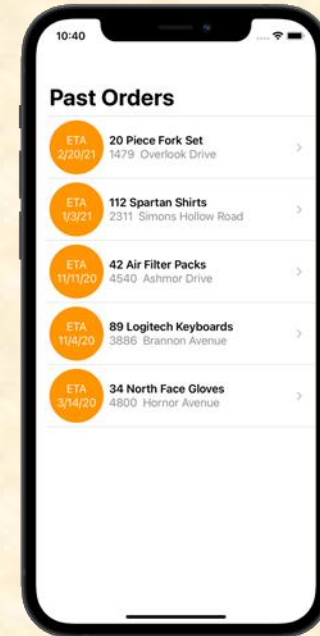 10:40
Past Orders
ETA
2/20/21
20 Piece Fork Set
1479 Overlook Drive
ETA
1/3/21
112 Spartan Shirts
2311 Simons Hollow Road
ETA
11/11/20
42 Air Filter Packs
4540 Ashmor Drive
ETA
11/4/20
89 Logitech Keyboards
3886 Brannon Avenue
ETA
3/14/20
34 North Face Gloves
4800 Hornor Avenue